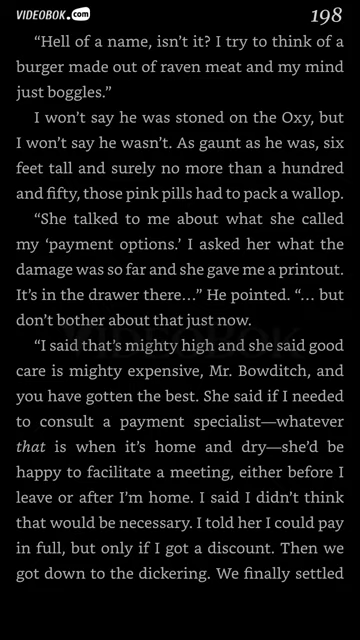 VIDEOBOK.com
198
“Hell of a name, isn’t it? I try to think of a
burger made out of raven meat and my mind
just boggles.”
I won’t say he was stoned on the Oxy, but
I won’t say he wasn’t. As gaunt as he was, six
feet tall and surely no more than a hundred
and fifty, those pink pills had to pack a wallop.
“She talked to me about what she called
my ‘payment options.’ I asked her what the
damage was so far and she gave me a printout.
It’s in the drawer there…” He pointed. “… but
don’t bother about that just now.
VIDEOBOK
“I said that’s mighty high and she said good
care is mighty expensive, Mr. Bowditch, and
you have gotten the best. She said if I needed
to consult a payment specialist—whatever
that is when it’s home and dry—she’d be
happy to facilitate a meeting, either before I
leave or after I’m home. I said I didn’t think
that would be necessary. I told her I could pay
in full, but only if I got a discount. Then we
got down to the dickering. We finally settled